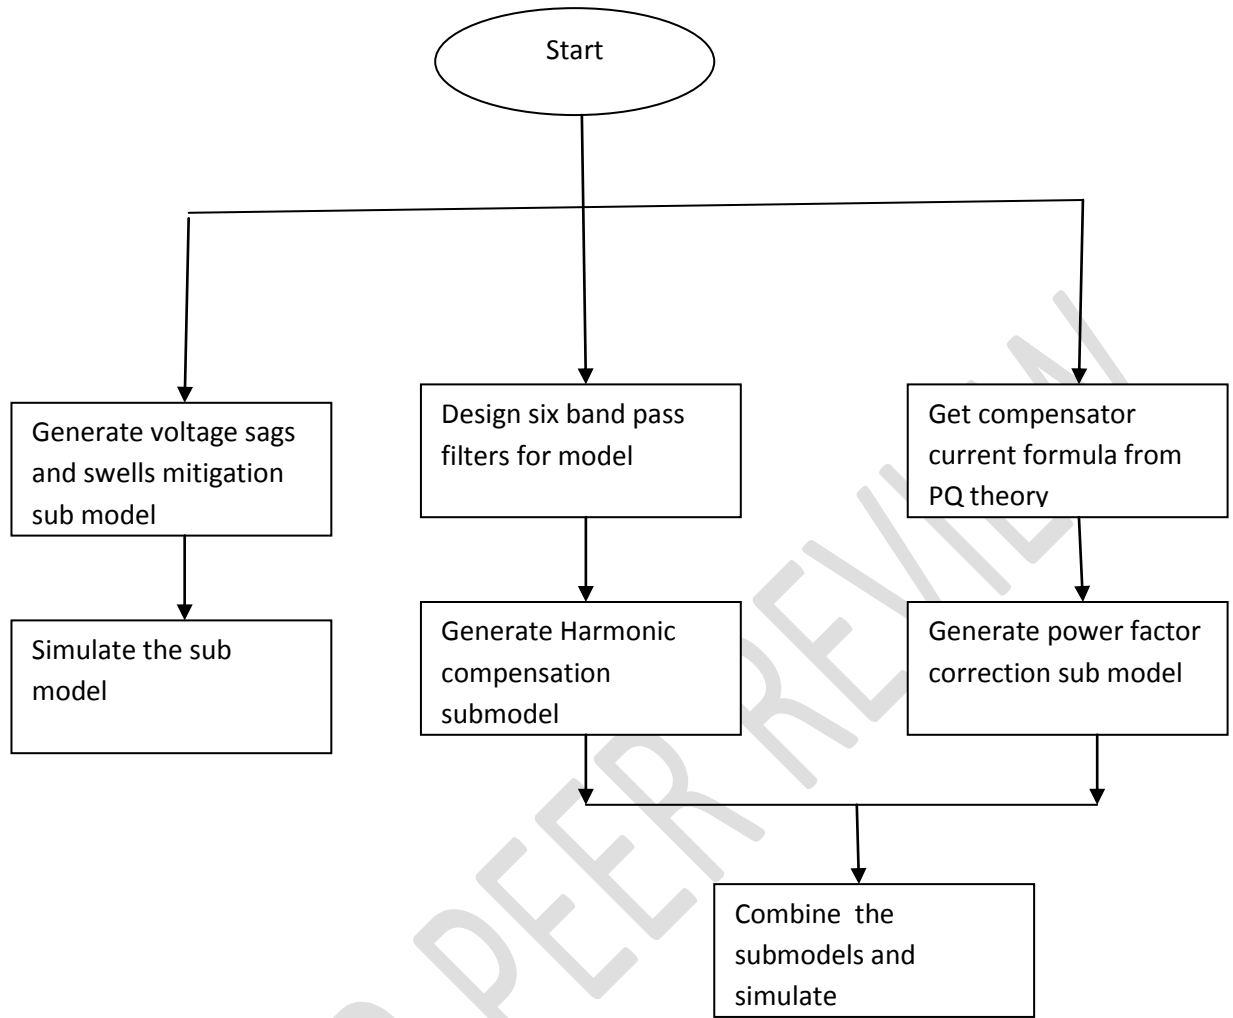 Start
Generate voltage sags
and swells mitigation
sub model
Design six band pass
filters for model
Get compensator
current formula from
PQ theory
Simulate the sub
model
Generate Harmonic
compensation
submodel
Generate power factor
correction sub model
Combine  the
submodels and
simulate
PEER REVIEW